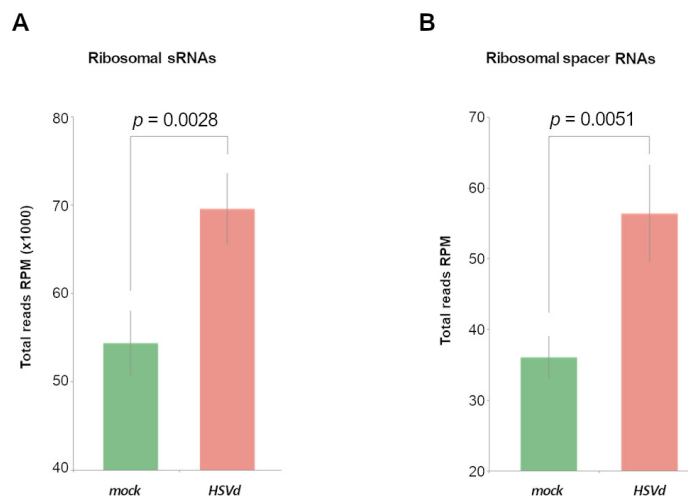 A
Ribosomal sRNAs
80
70
60
50
40
Total reads RPM (x1000)
p = 0.0028
mock
HSVd
B
Ribosomal spacer RNAs
70
60
50
40
30
20
Total reads RPM
p = 0.0051
mock
HSVd